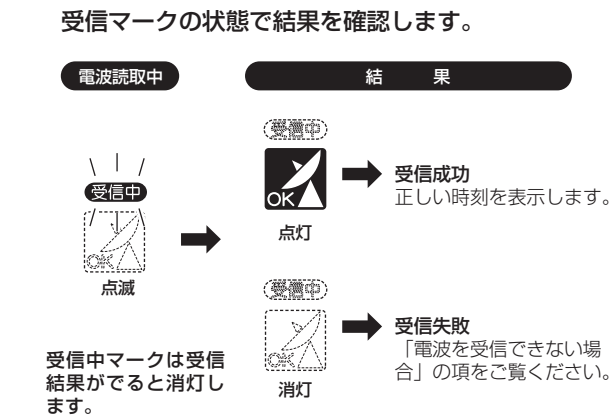 受信マークの状態で結果を確認します。
電波読取中
結 果
受信中
OK
点滅
受信中マークは受信
結果がでると消灯し
ます。
受信中
OK
点灯
受信成功
正しい時刻を表示します。
受信中
OK
消灯
受信失敗
「電波を受信できない場
合」の項をご覧ください。